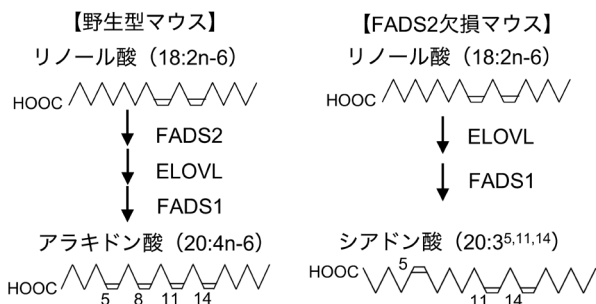 【野生型マウス】
リノール酸（18:2n-6）
HOOC
FADS2
ELOVL
FADS1
アラキドン酸（20:4n-6）
HOOC
5 8 11 14
【FADS2欠損マウス】
リノール酸（18:2n-6）
HOOC
ELOVL
FADS1
シアドン酸（20:3⁵,¹¹,¹⁴）
HOOC
5
11 14